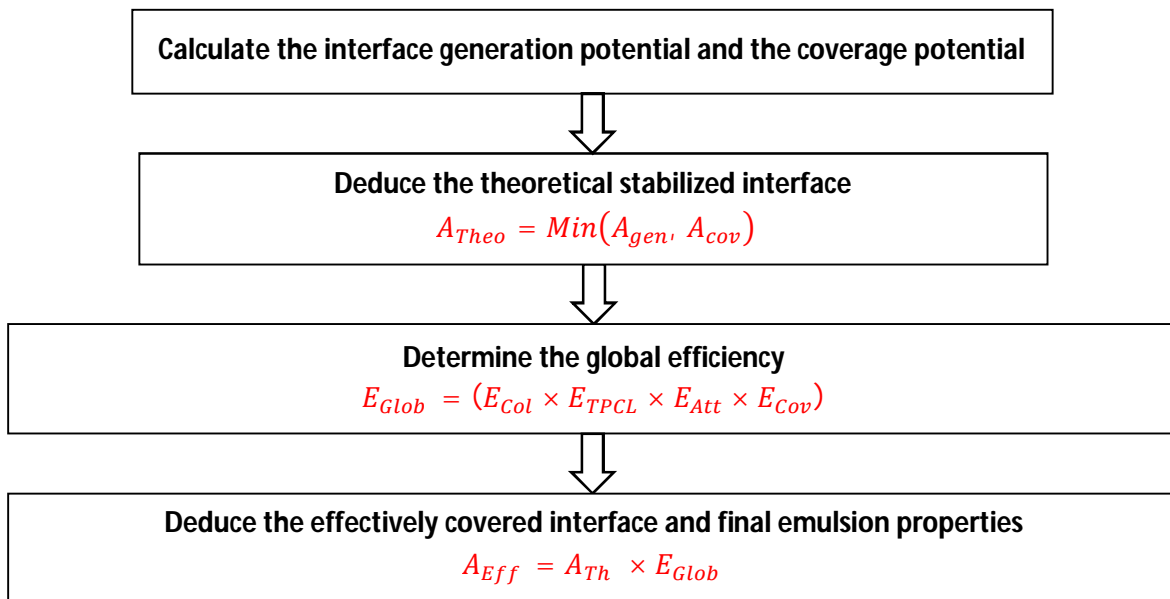 Calculate the interface generation potential and the coverage potential
Deduce the theoretical stabilized interface
A_Theo = Min(A_gen, A_cov)
Determine the global efficiency
E_Glob = (E_Col × E_TPCL × E_Att × E_Cov)
Deduce the effectively covered interface and final emulsion properties
A_Eff = A_Th × E_Glob